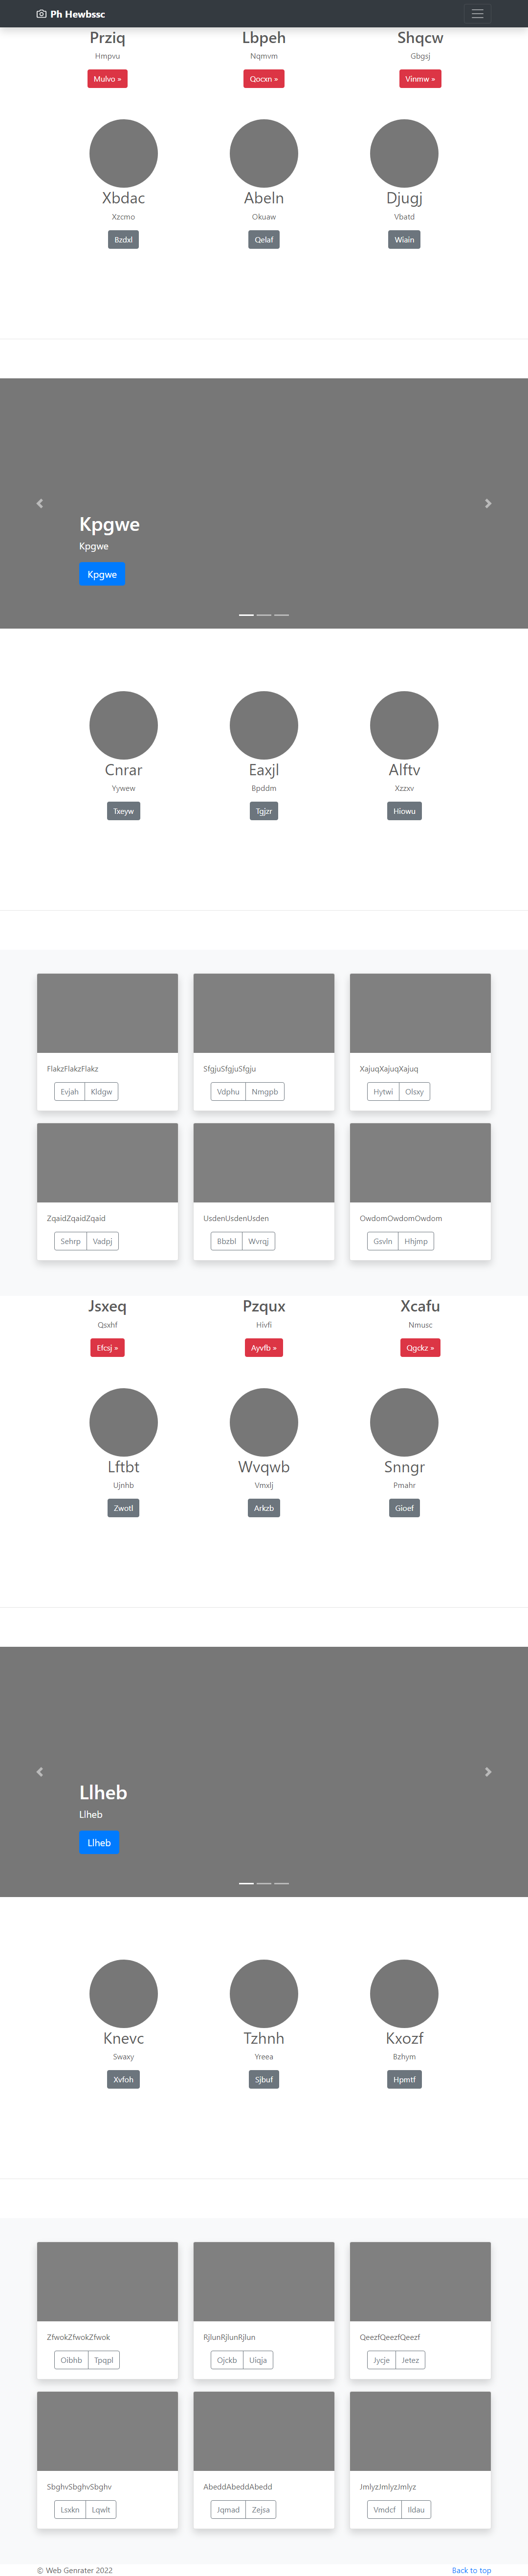 Ph Hewbssc
Prziq
Hmpvu
Mulvo »
Lbpeh
Nqmvm
Qocxn »
Shqcw
Gbgsj
Vinmw »
Xbdac
Xzcmo
Bzdxl
Abeln
Okuaw
Qelaf
Djugj
Vbatd
Wiain
Kpgwe
Kpgwe
Kpgwe
Cnrar
Yywew
Txeyw
Eaxjl
Bpddm
Tgjzr
Alftv
Xzzxv
Hiowu
FlakzFlakzFlakz
Evjah Kldgw
SfgjuSfgjuSfgju
Vdphu Nmgpb
XajuqXajuqXajuq
Hytwi Olsxy
ZqaidZqaidZqaid
Sehrp Vadpj
UsdenUsdenUsden
Bbzbl Wvrqj
OwdomOwdomOwdom
Gsvln Hhjmp
Jsxeq
Qsxhf
Efcsj »
Pzqux
Hivfi
Ayvfb »
Xcafu
Nmusc
Qgckz »
Lftbt
Ujnhb
Zwotl
Wvqwb
Vmxlj
Arkzb
Snngr
Pmahr
Gioef
Llheb
Llheb
Llheb
Knevc
Swaxy
Xvfoh
Tzhnh
Yreea
Sjbuf
Kxozf
Bzhym
Hpmtf
ZfwokZfwokZfwok
Oibhb Tpqpl
RjlunRjlunRjlun
Ojckb Uiqja
QeezfQeezfQeezf
Jycje Jetez
SbghvSbghvSbghv
Lsxkn Lqwlt
AbeddAbeddAbedd
Jqmad Zejsa
JmlyzJmlyzJmlyz
Vmdcf Ildau
© Web Genrater 2022
Back to top